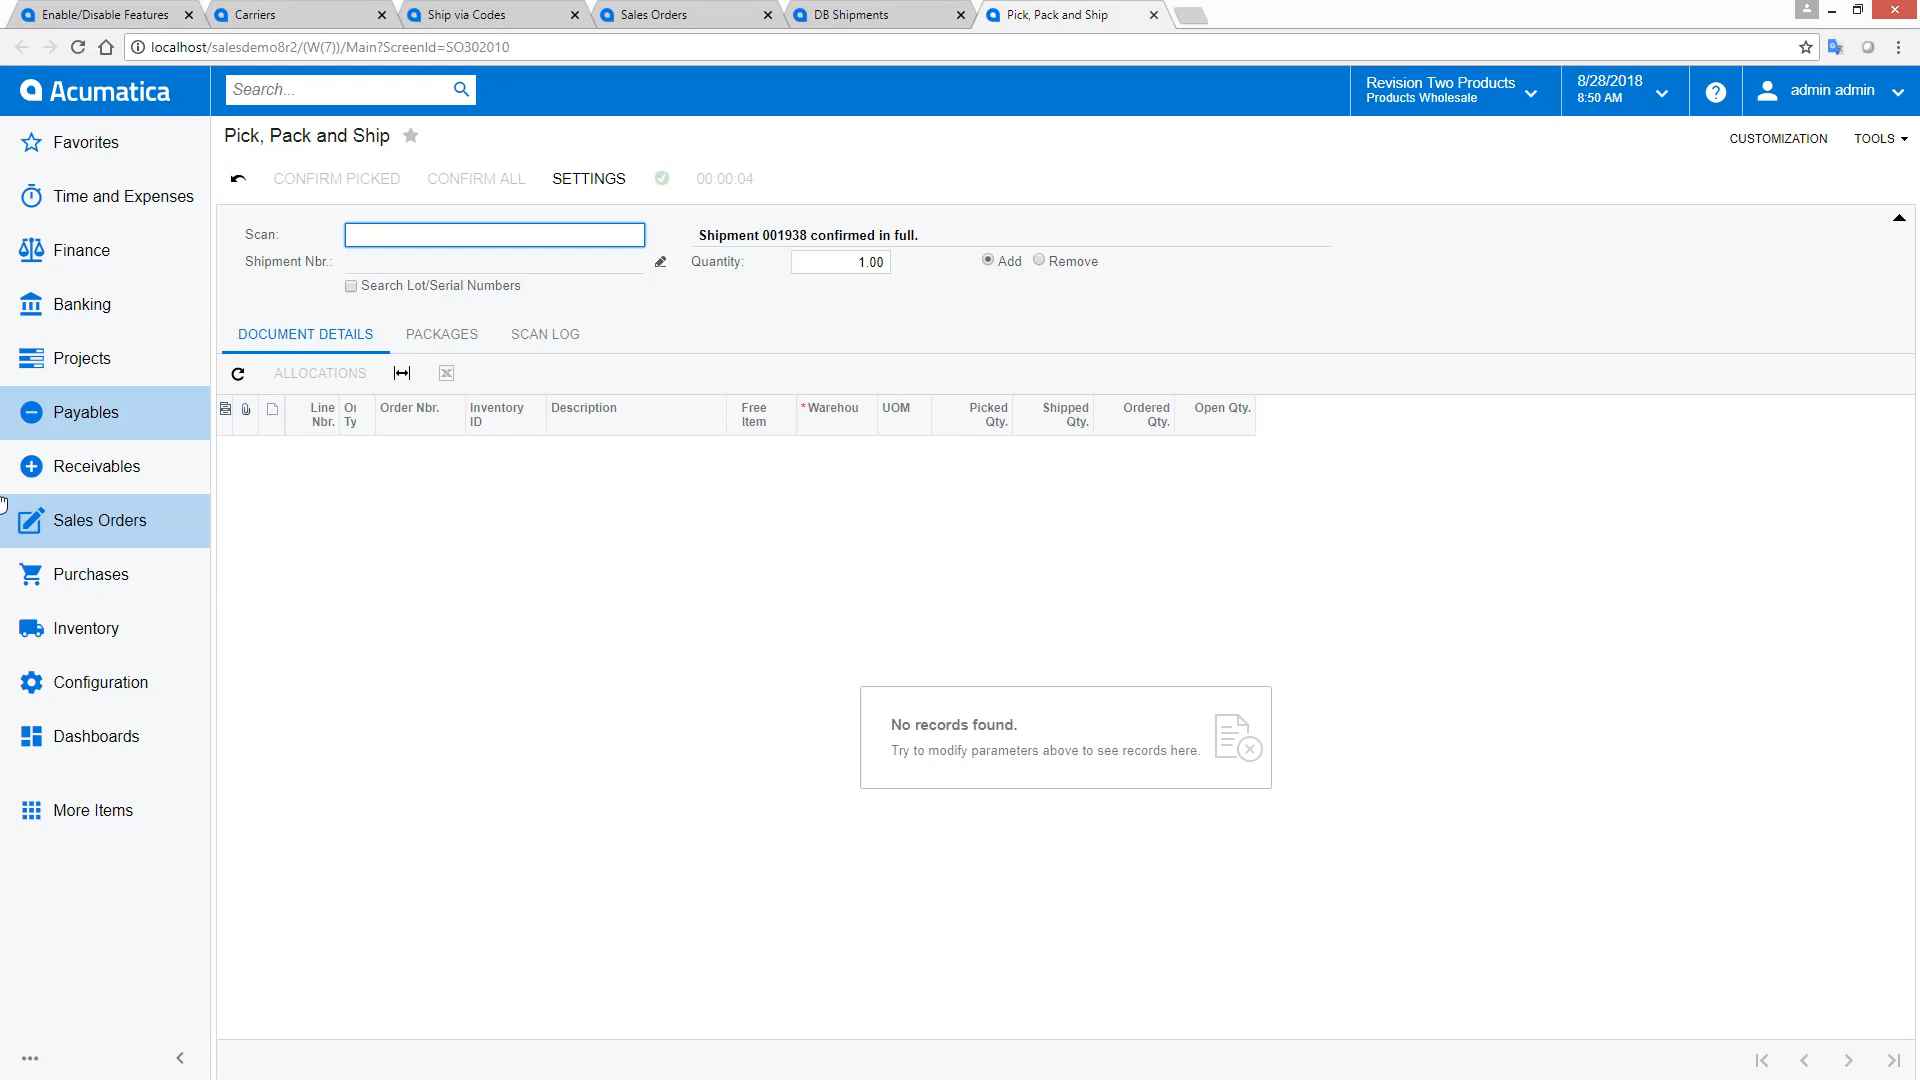 Enable/Disable Features
Carriers
Ship via Codes
Sales Orders
DB Shipments
Pick, Pack and Ship
localhost/salesdemo8r2/(W(7))/Main?ScreenId=SO302010
Acumatica
Search...
Revision Two Products
Products Wholesale
8/28/2018
8:50 AM
admin admin
Favorites
Time and Expenses
Finance
Banking
Projects
Payables
Receivables
Sales Orders
Purchases
Inventory
Configuration
Dashboards
More Items
Pick, Pack and Ship
CUSTOMIZATION
TOOLS
CONFIRM PICKED
CONFIRM ALL
SETTINGS
00:00:04
Scan:
Shipment 001938 confirmed in full.
Shipment Nbr.:
Quantity:
1.00
Add
Remove
Search Lot/Serial Numbers
DOCUMENT DETAILS
PACKAGES
SCAN LOG
ALLOCATIONS
Line Nbr.
Or Ty
Order Nbr.
Inventory ID
Description
Free Item
*Warehou
UOM
Picked Qty.
Shipped Qty.
Ordered Qty.
Open Qty.
No records found.
Try to modify parameters above to see records here.